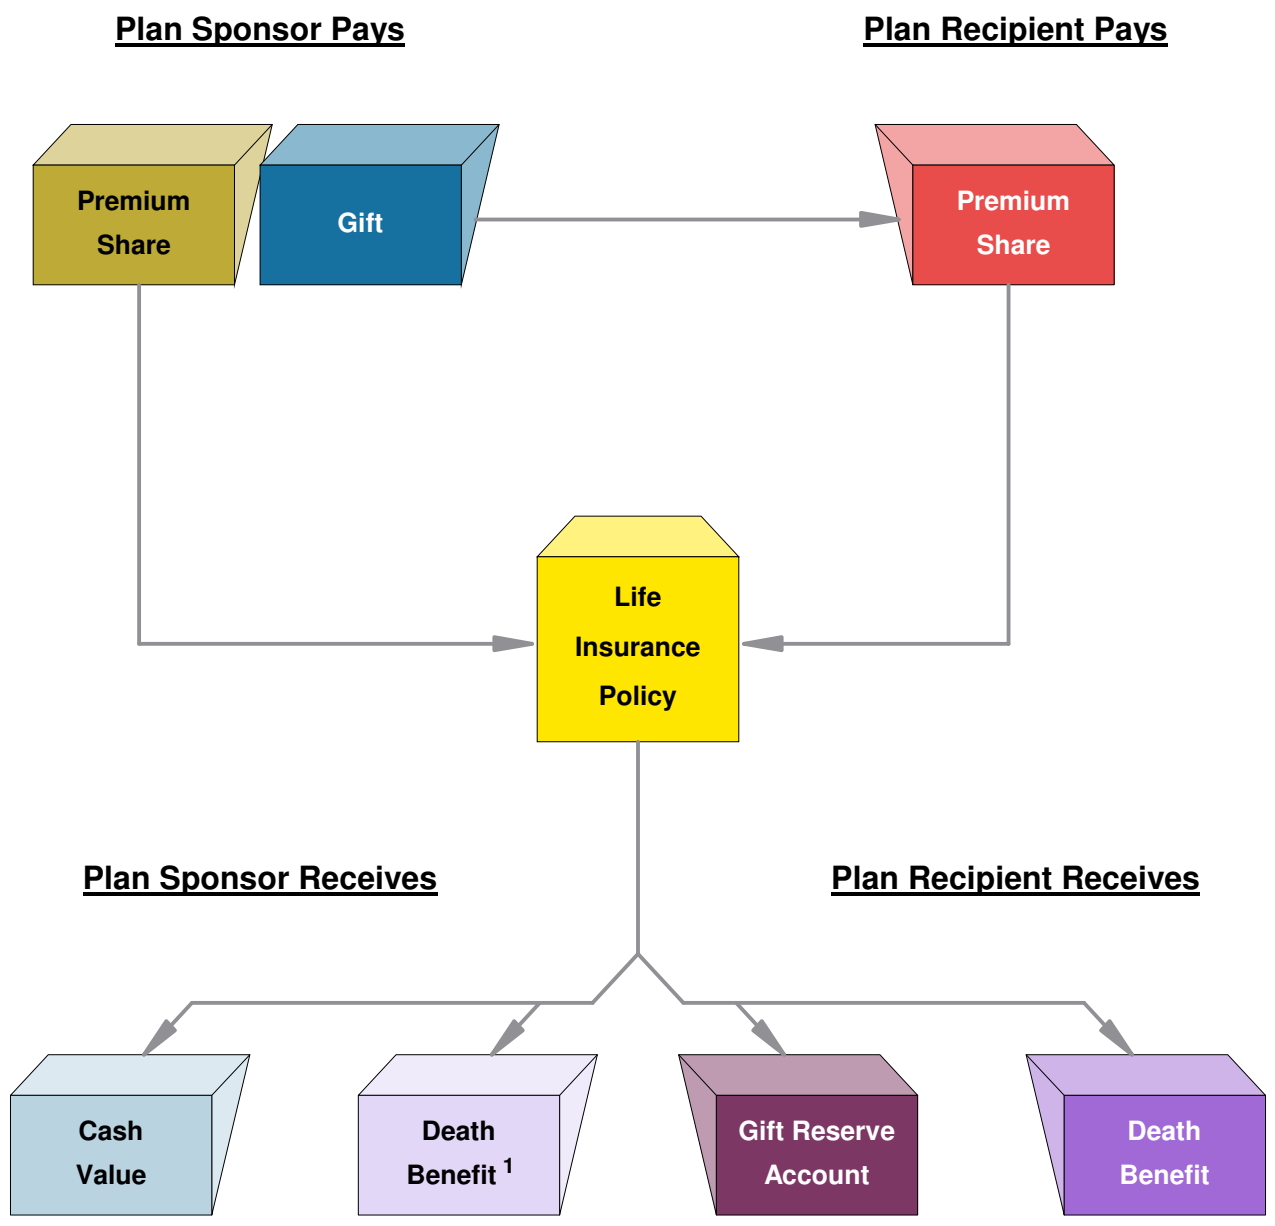 Plan Sponsor Pays
Plan Recipient Pays
Premium
Share
Gift
Premium
Share
Life
Insurance
Policy
Plan Sponsor Receives
Plan Recipient Receives
Cash
Value
Death
Benefit 1
Gift Reserve
Account
Death
Benefit